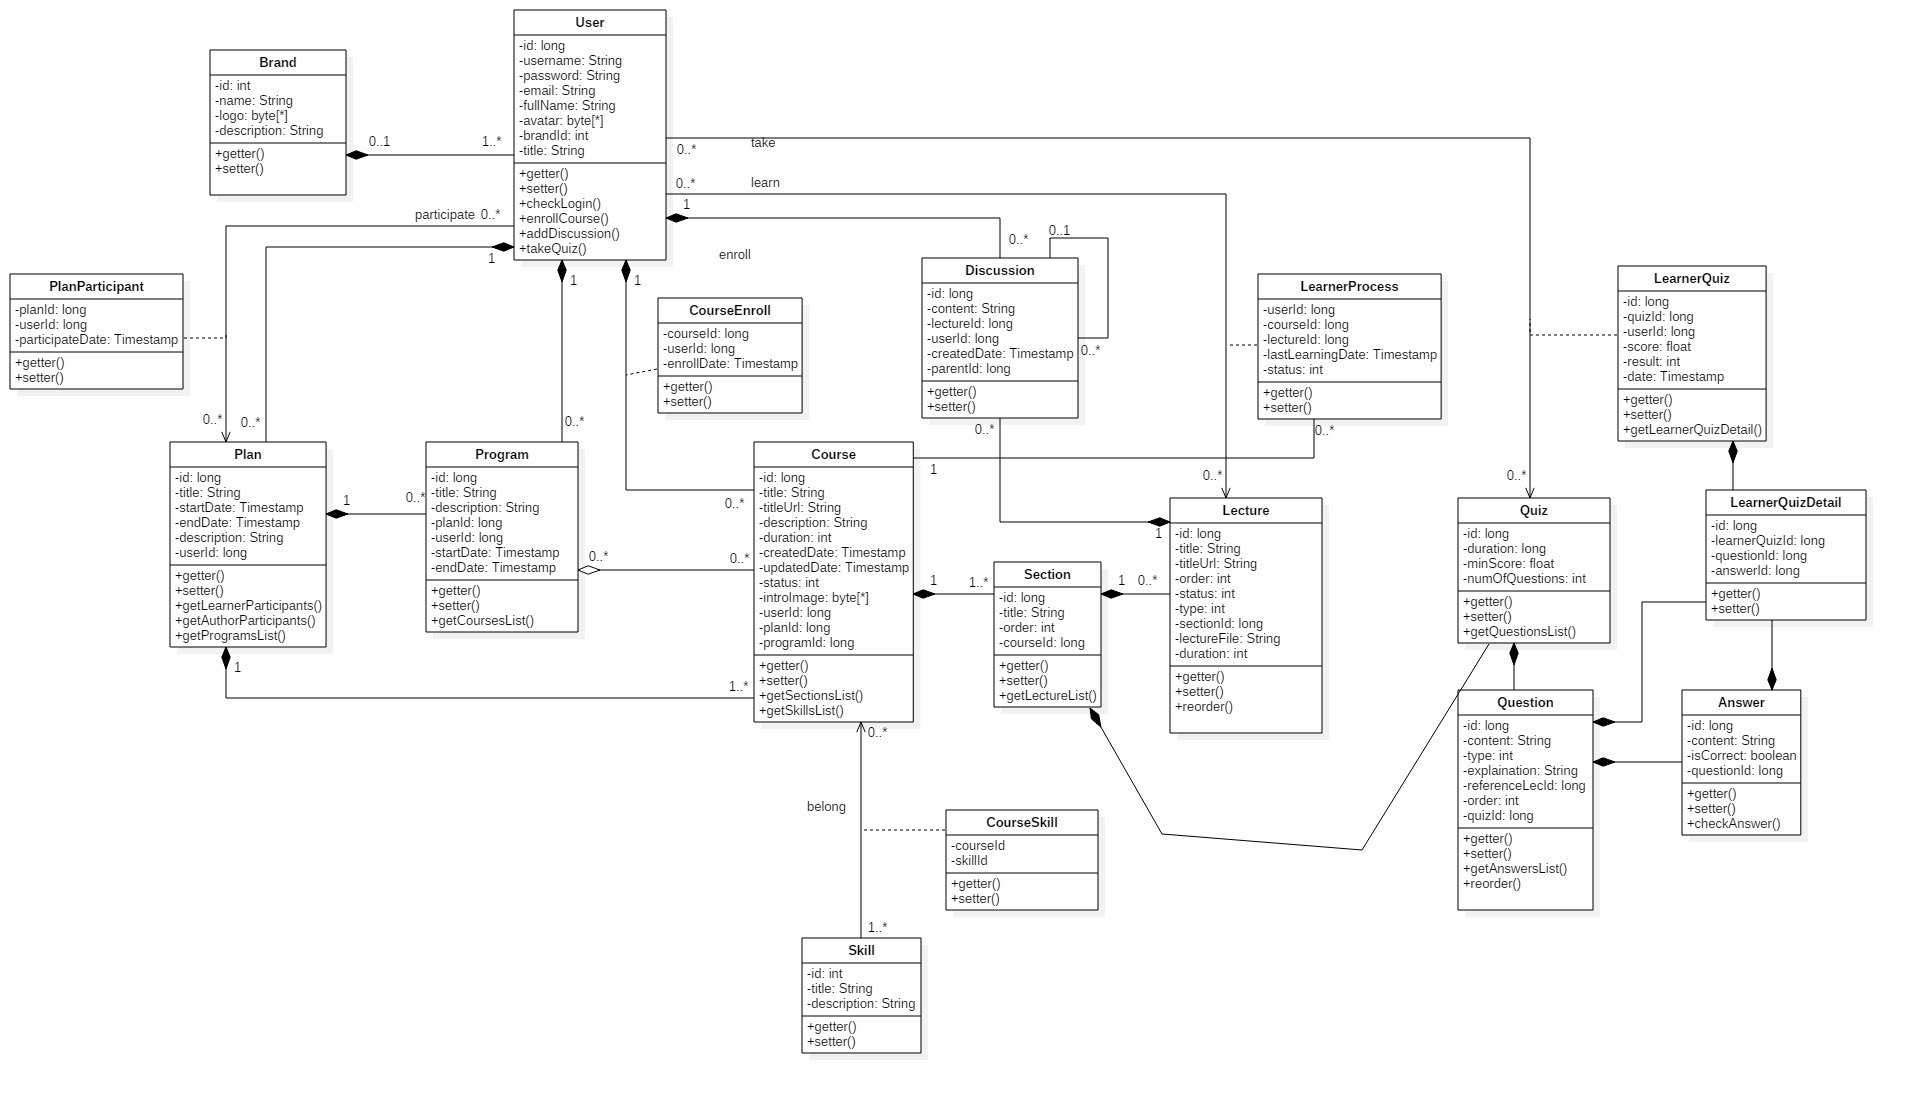 User
-id: long
-username: String
-password: String
-email: String
-fullName: String
-avatar: byte[*]
-brandId: int
-title: String
+getter()
+setter()
+checkLogin()
+enrollCourse()
+addDiscussion()
+takeQuiz()
Brand
-id: int
-name: String
-logo: byte[*]
-description: String
+getter()
+setter()
0..1
1..*
0..*
take
0..*
learn
1
participate
0..*
1
1
1
enroll
0..*
0..1
0..*
PlanParticipant
-planId: long
-userId: long
-participateDate: Timestamp
+getter()
+setter()
CourseEnroll
-courseId: long
-userId: long
-enrollDate: Timestamp
+getter()
+setter()
Discussion
-id: long
-content: String
-lectureId: long
-userId: long
-createdDate: Timestamp
-parentId: long
+getter()
+setter()
LearnerProcess
-userId: long
-courseId: long
-lectureId: long
-lastLearningDate: Timestamp
-status: int
+getter()
+setter()
LearnerQuiz
-id: long
-quizId: long
-userId: long
-score: float
-result: int
-date: Timestamp
+getter()
+setter()
+getLearnerQuizDetail()
0..*
0..*
0..*
0..*
0..*
0..*
0..*
1
0..*
Plan
-id: long
-title: String
-startDate: Timestamp
-endDate: Timestamp
-description: String
-userId: long
+getter()
+setter()
+getLearnerParticipants()
+getAuthorParticipants()
+getProgramsList()
1
0..*
Program
-id: long
-title: String
-description: String
-planId: long
-userId: long
-startDate: Timestamp
-endDate: Timestamp
+getter()
+setter()
+getCoursesList()
0..*
0..*
0..*
Course
-id: long
-title: String
-titleUrl: String
-description: String
-duration: int
-createdDate: Timestamp
-updatedDate: Timestamp
-status: int
-introImage: byte[*]
-userId: long
-planId: long
-programId: long
+getter()
+setter()
+getSectionsList()
+getSkillsList()
1
1..*
1
1..*
Section
-id: long
-title: String
-order: int
-courseId: long
+getter()
+setter()
+getLectureList()
1
0..*
1
Lecture
-id: long
-title: String
-titleUrl: String
-order: int
-status: int
-type: int
-sectionId: long
-lectureFile: String
-duration: int
+getter()
+setter()
+reorder()
Quiz
-id: long
-duration: long
-minScore: float
-numOfQuestions: int
+getter()
+setter()
+getQuestionsList()
LearnerQuizDetail
-id: long
-learnerQuizId: long
-questionId: long
-answerId: long
+getter()
+setter()
Question
-id: long
-content: String
-type: int
-explaination: String
-referenceLecId: long
-order: int
-quizId: long
+getter()
+setter()
+getAnswersList()
+reorder()
Answer
-id: long
-content: String
-isCorrect: boolean
-questionId: long
+getter()
+setter()
+checkAnswer()
0..*
belong
CourseSkill
-courseId
-skillId
+getter()
+setter()
1..*
Skill
-id: int
-title: String
-description: String
+getter()
+setter()